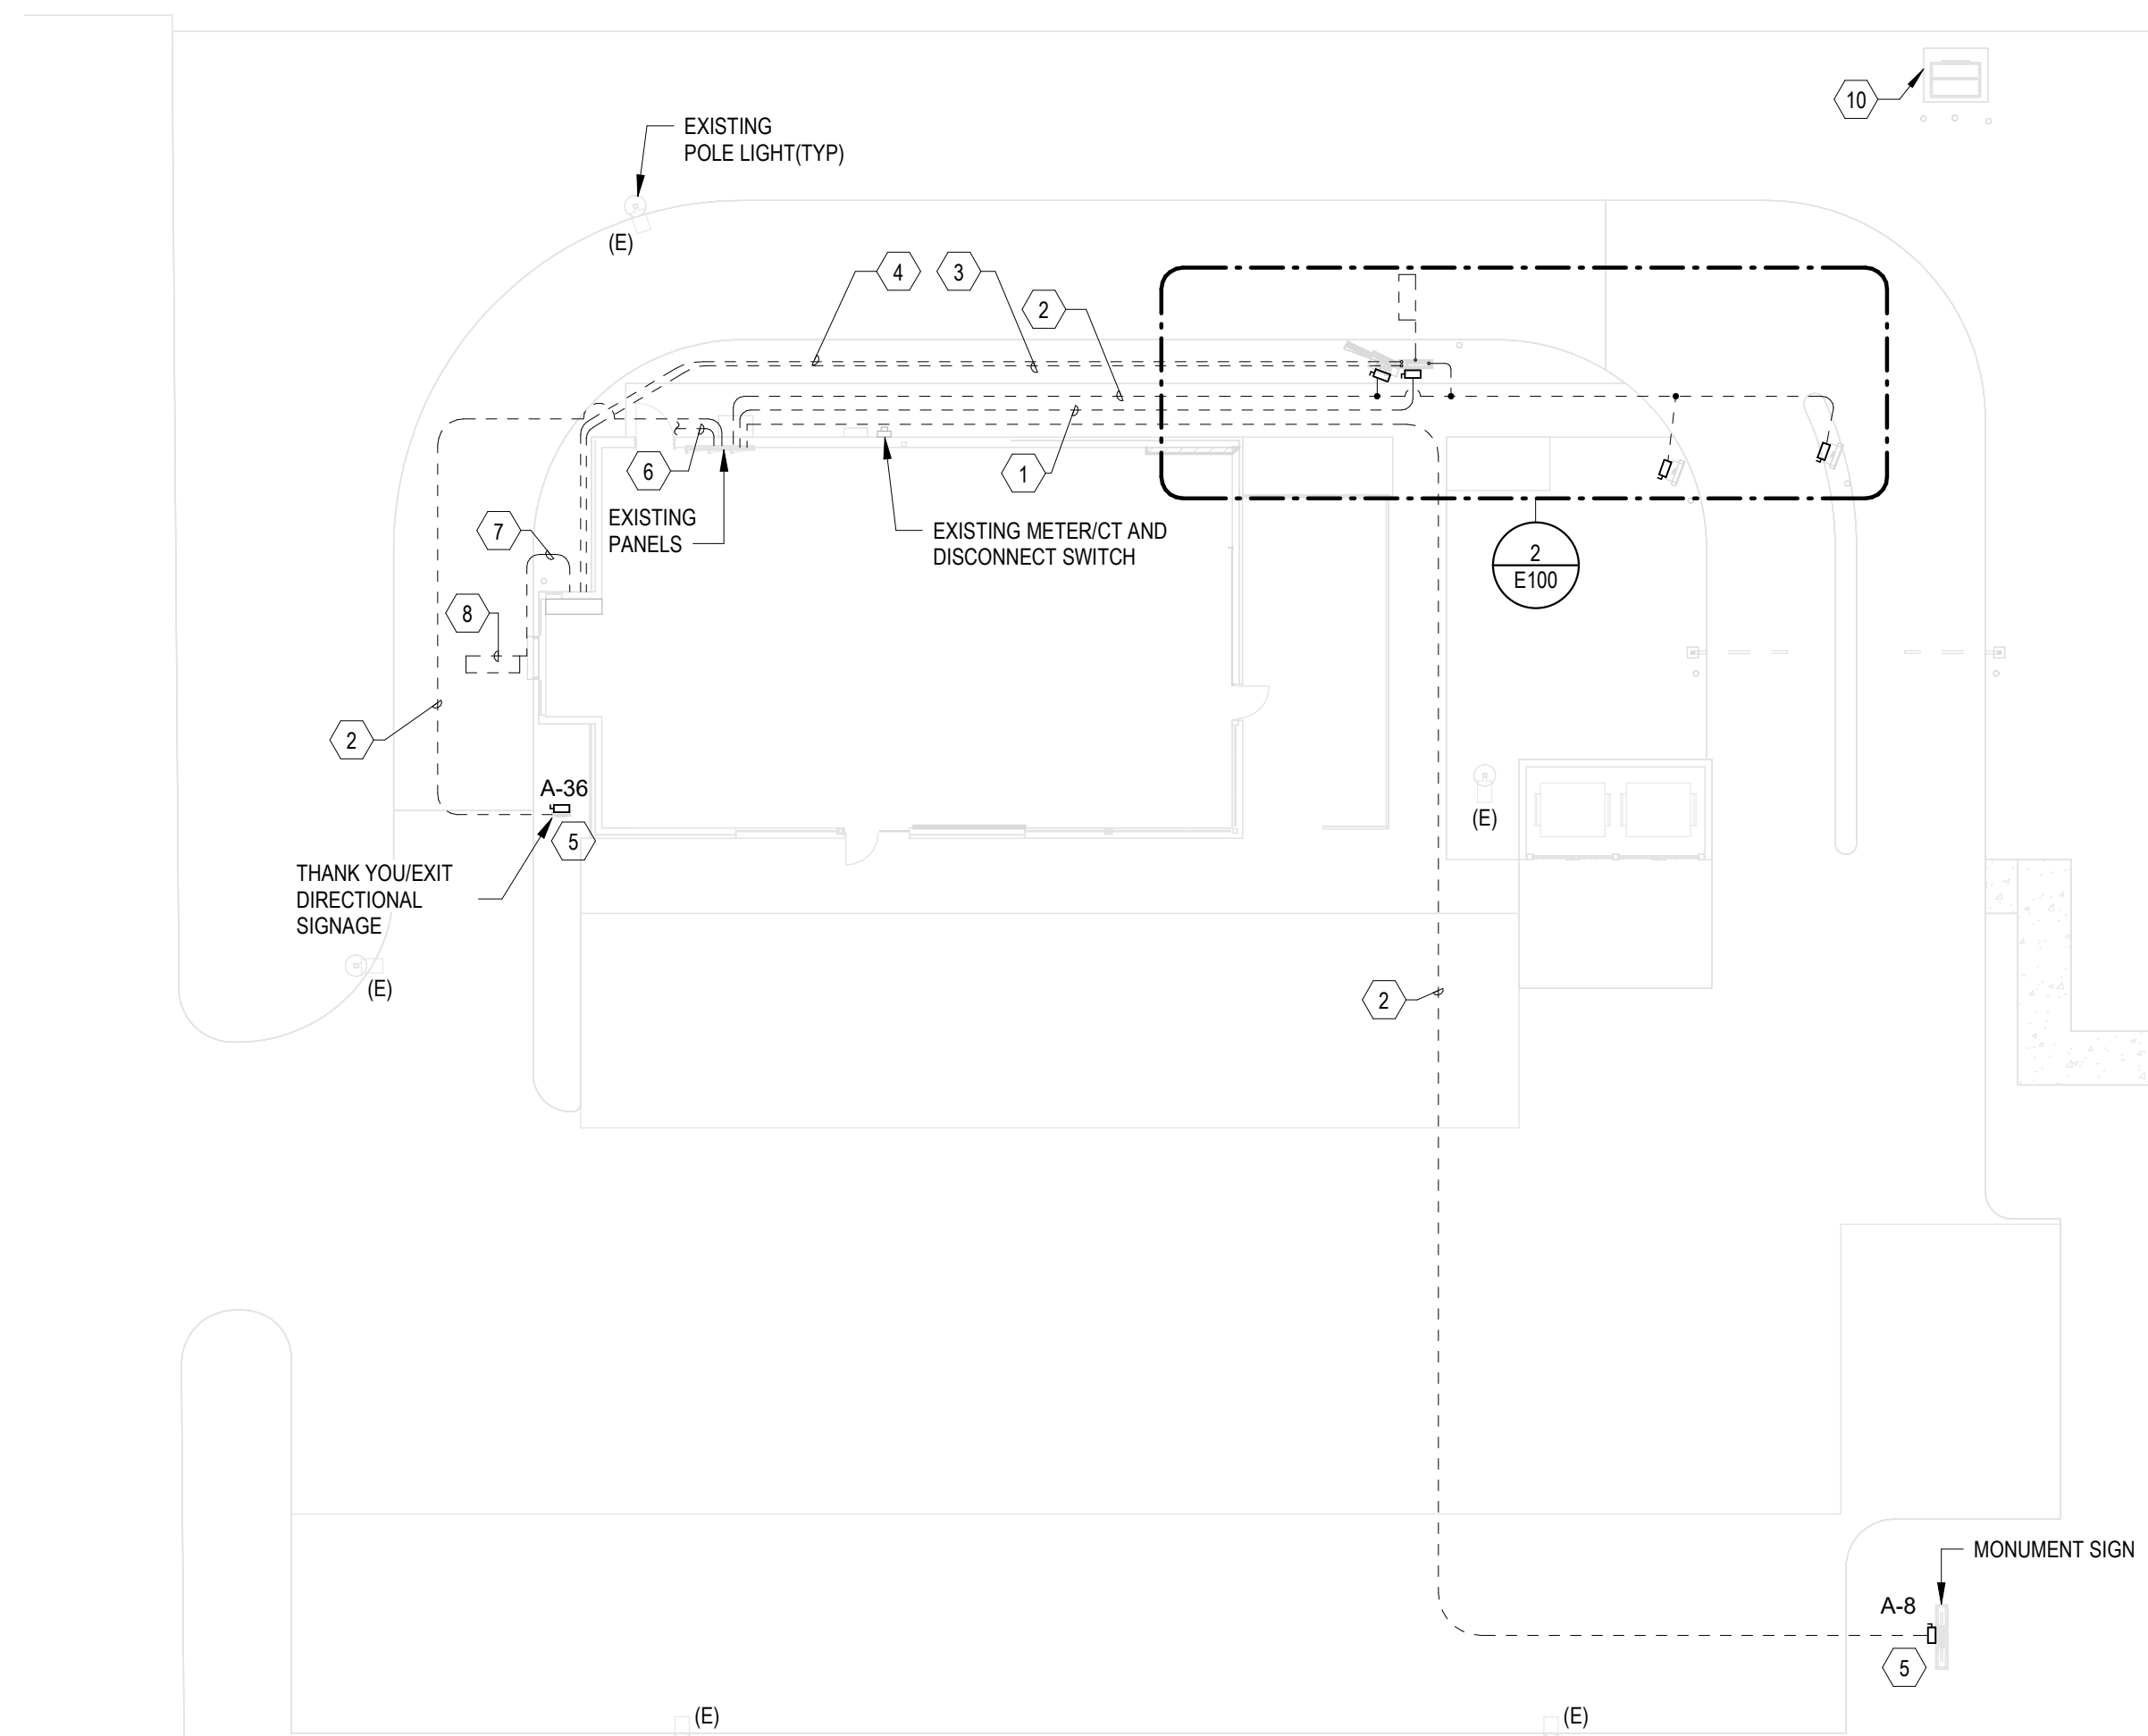 10
EXISTING
POLE LIGHT(TYP)
(E)
4
3
2
6
1
EXISTING
PANELS
EXISTING METER/CT AND
DISCONNECT SWITCH
7
2
E100
8
2
A-36
5
(E)
THANK YOU/EXIT
DIRECTIONAL
SIGNAGE
(E)
2
MONUMENT SIGN
A-8
5
(E)
(E)